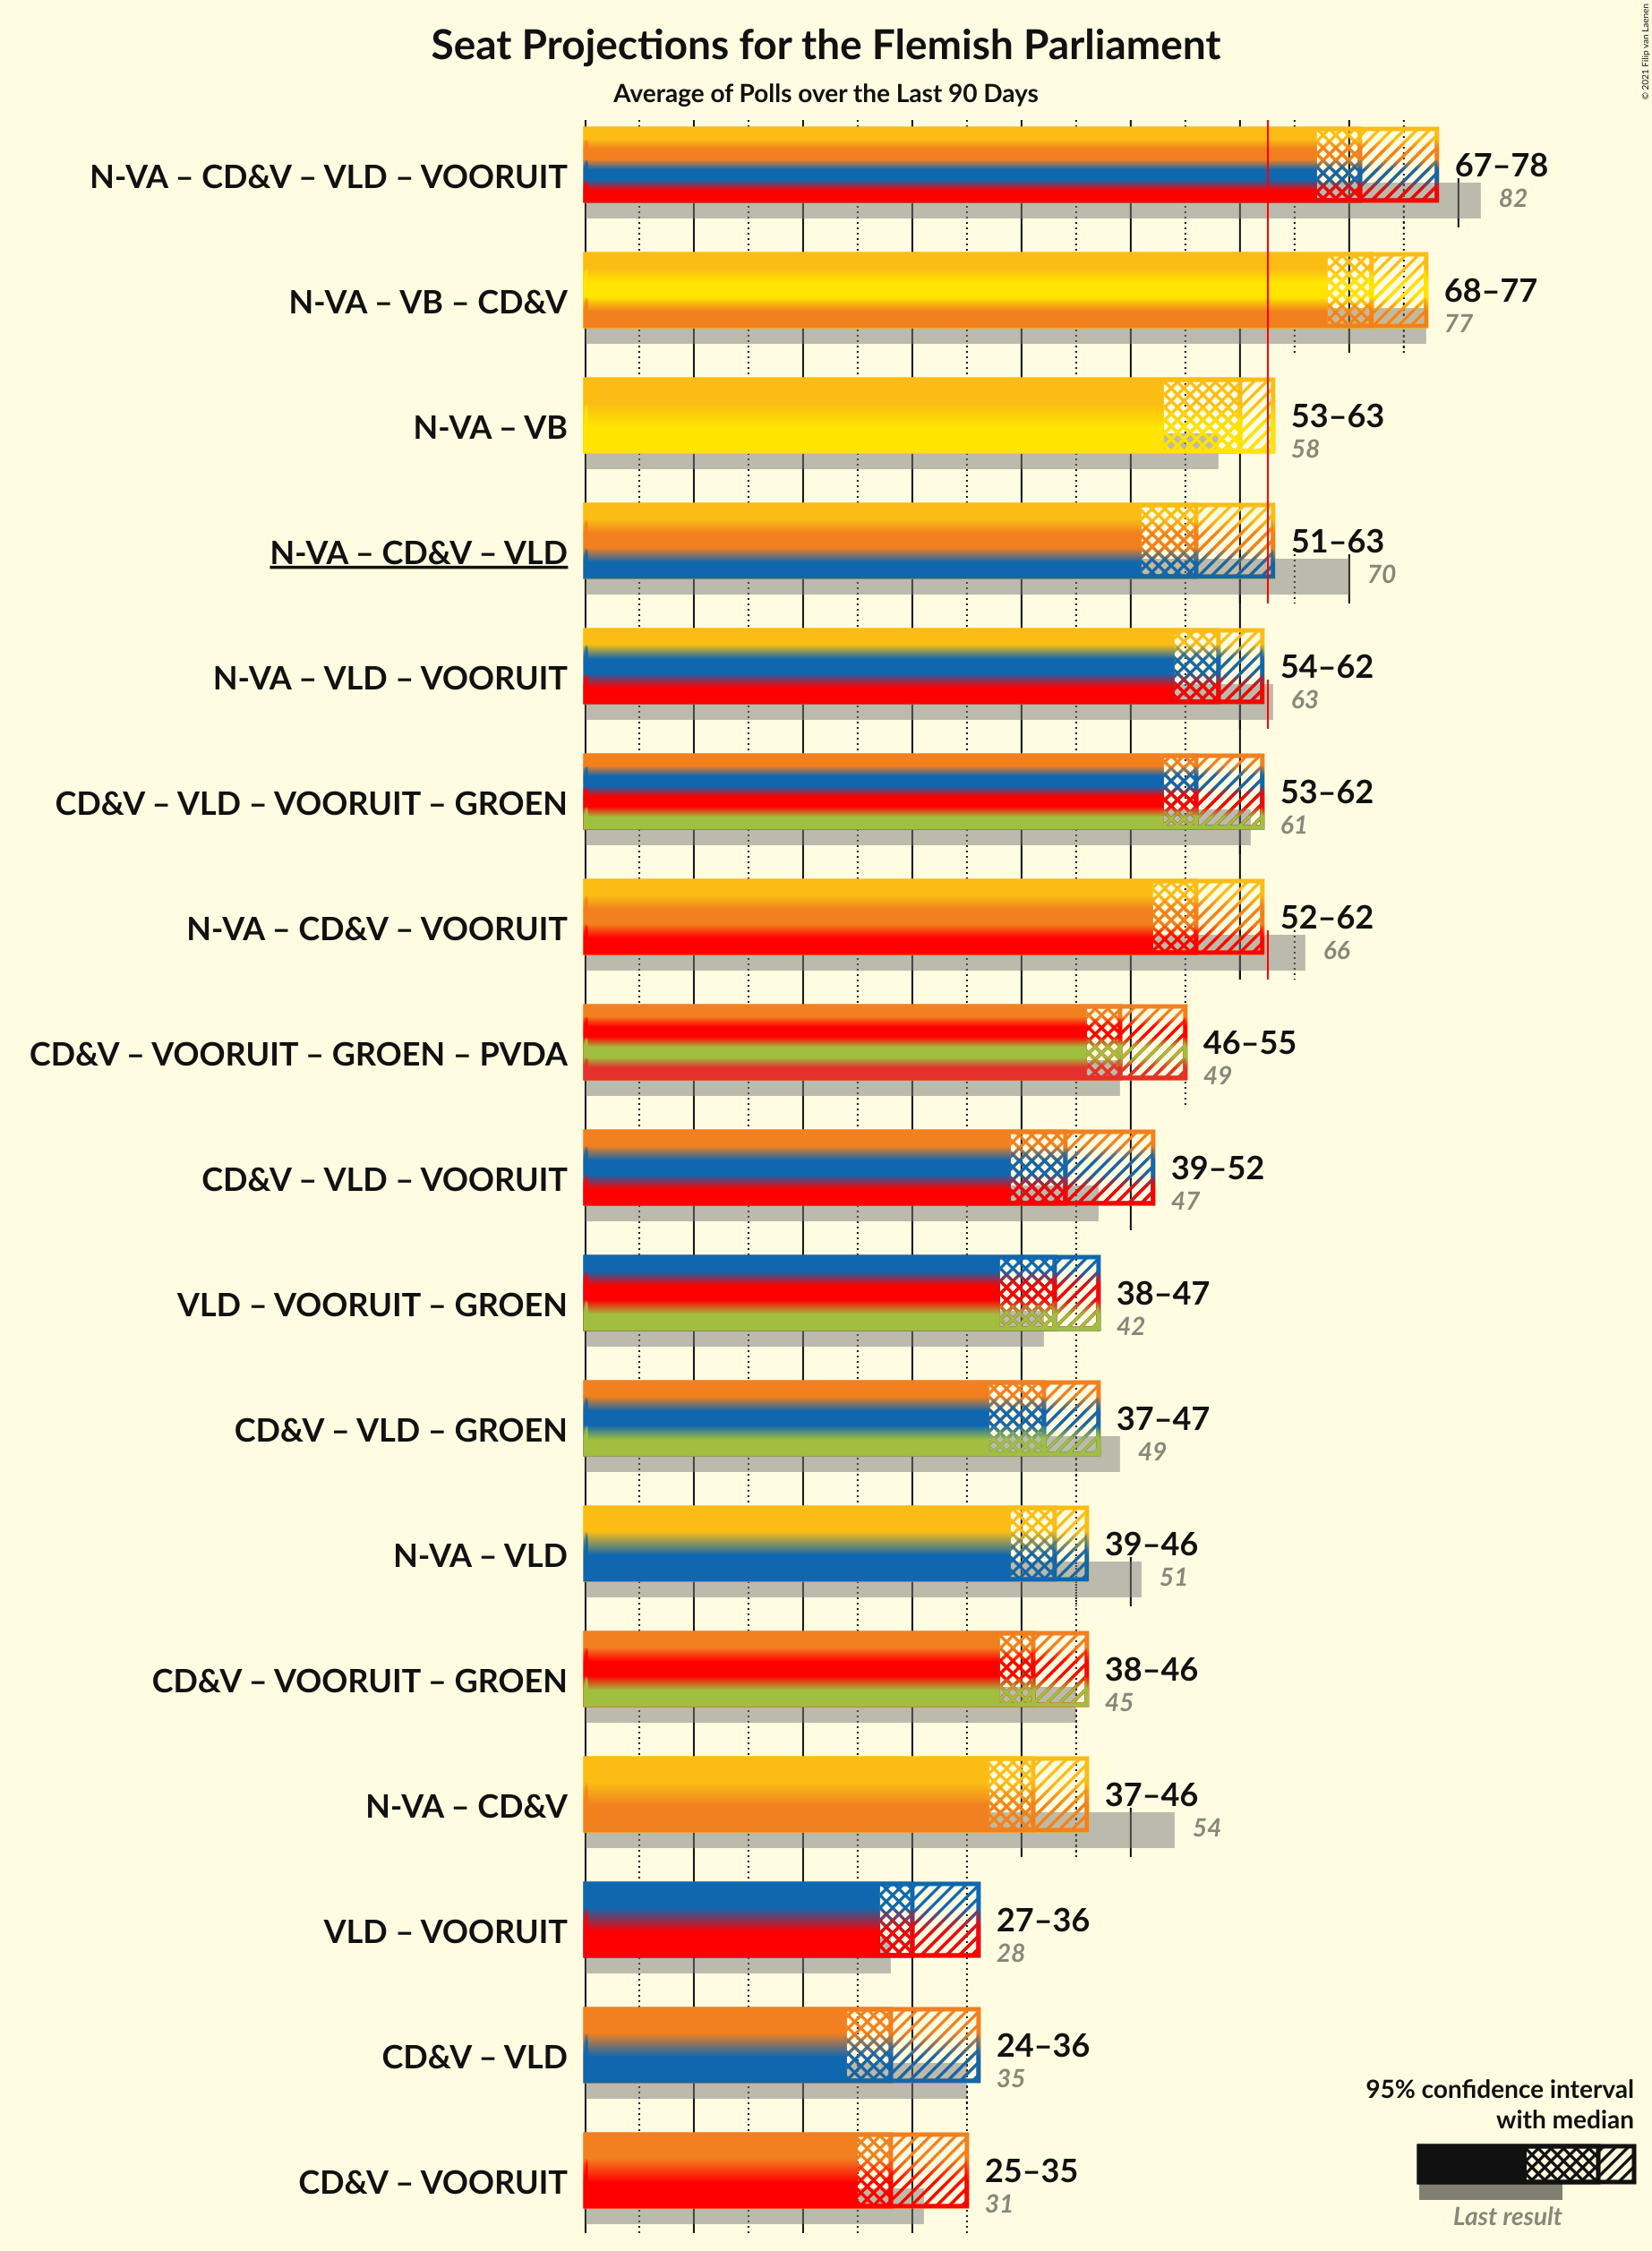 Seat Projections for the Flemish Parliament
Average of Polls over the Last 90 Days
© 2021 Filip van Laenen
N-VA – CD&V – VLD – VOORUIT
67–78
82
N-VA – VB – CD&V
68–77
77
N-VA – VB
53–63
58
N-VA – CD&V – VLD
51–63
70
N-VA – VLD – VOORUIT
54–62
63
CD&V – VLD – VOORUIT – GROEN
53–62
61
N-VA – CD&V – VOORUIT
52–62
66
CD&V – VOORUIT – GROEN – PVDA
46–55
49
CD&V – VLD – VOORUIT
39–52
47
VLD – VOORUIT – GROEN
38–47
42
CD&V – VLD – GROEN
37–47
49
N-VA – VLD
39–46
51
CD&V – VOORUIT – GROEN
38–46
45
N-VA – CD&V
37–46
54
VLD – VOORUIT
27–36
28
CD&V – VLD
24–36
35
CD&V – VOORUIT
25–35
31
95% confidence interval
with median
Last result